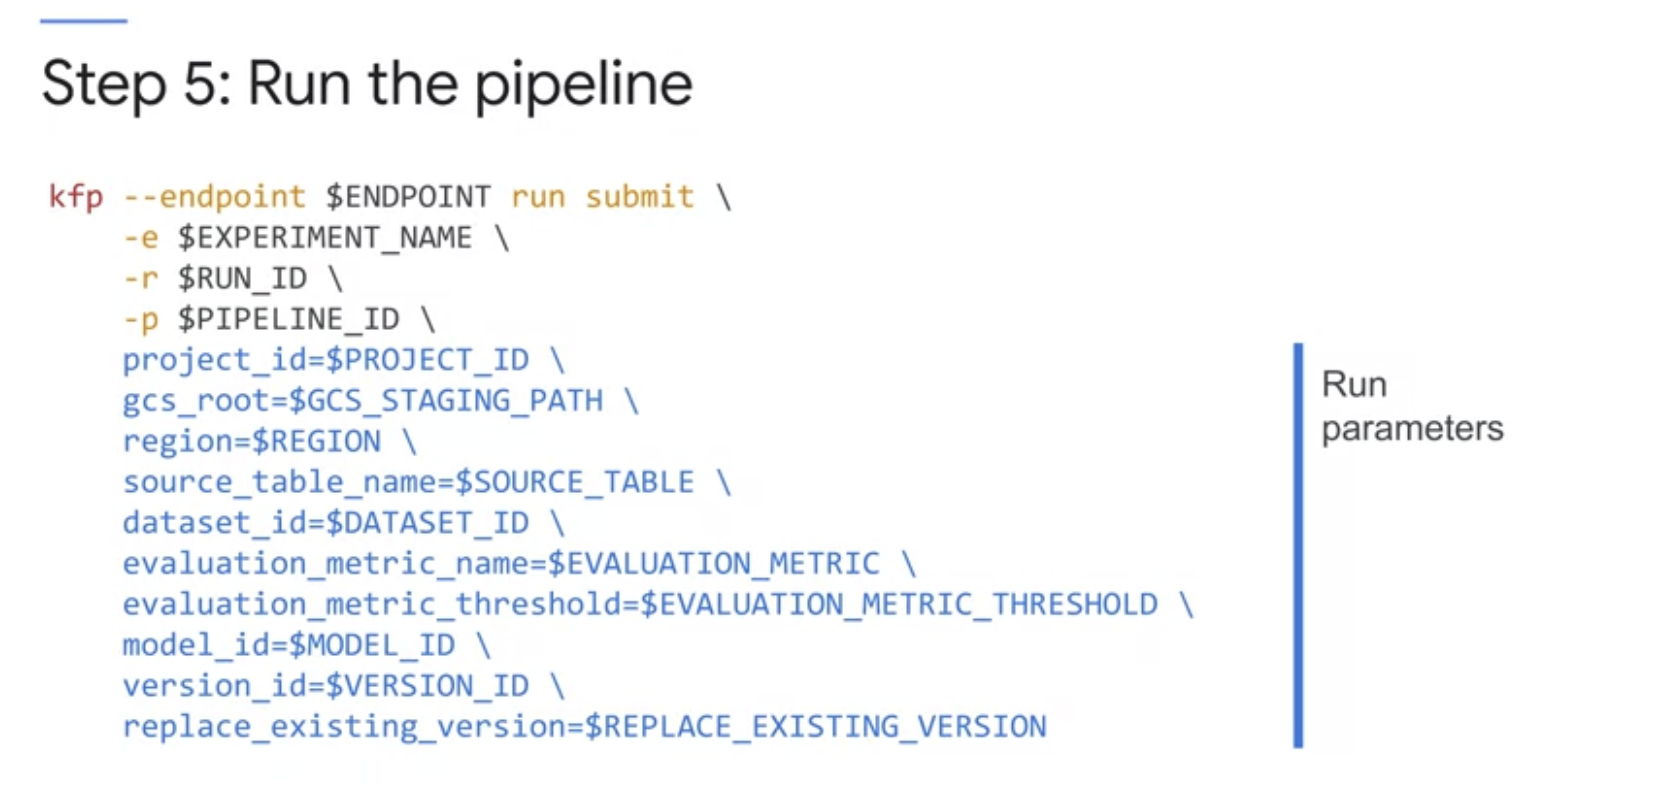 Step 5: Run the pipeline
kfp --endpoint $ENDPOINT run submit \
-e $EXPERIMENT_NAME \
-r $RUN_ID \
-p $PIPELINE_ID \
project_id=$PROJECT_ID \
gcs_root=$GCS_STAGING_PATH \
region=$REGION \
source_table_name=$SOURCE_TABLE \
dataset_id=$DATASET_ID \
evaluation_metric_name=$EVALUATION_METRIC \
evaluation_metric_threshold=$EVALUATION_METRIC_THRESHOLD \
model_id=$MODEL_ID \
version_id=$VERSION_ID \
replace_existing_version=$REPLACE_EXISTING_VERSION
Run
parameters